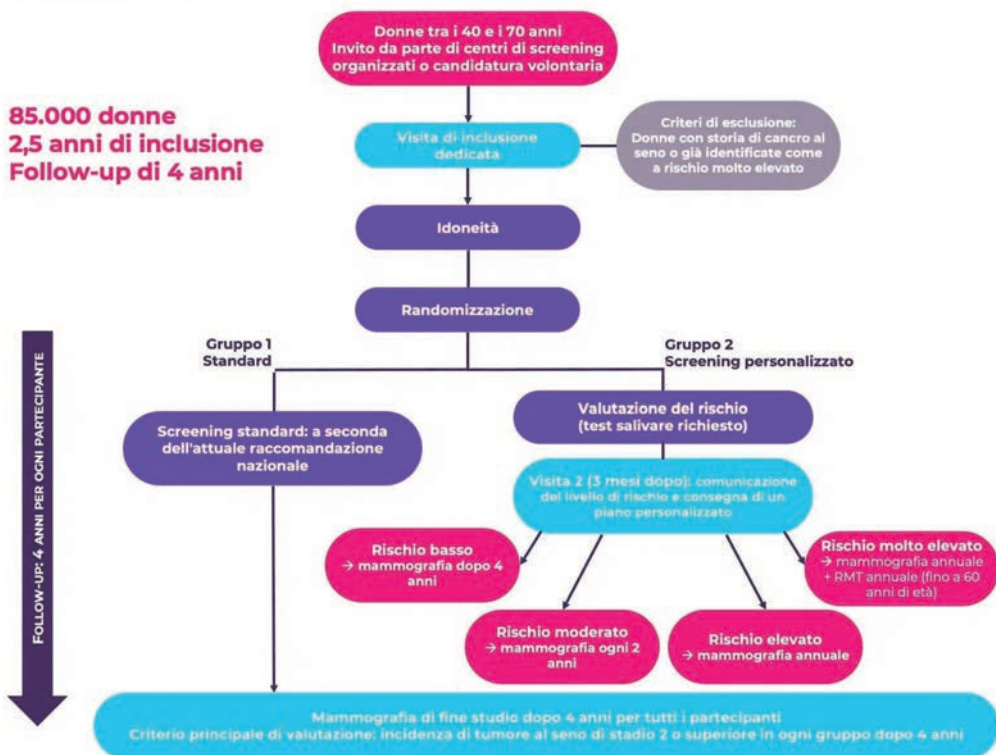 Donne tra i 40 e i 70 anni
Invito da parte di centri di screening
organizzati o candidatura volontaria
85.000 donne
2,5 anni di inclusione
Follow-up di 4 anni
Visita di inclusione
dedicata
Criteri di esclusione:
Donne con storia di cancro al
seno o già identificate come
a rischio molto elevato
Idoneità
Randomizzazione
Gruppo 1
Standard
Gruppo 2
Screening personalizzato
FOLLOW-UP: 4 ANNI PER OGNI PARTECIPANTE
Screening standard: a seconda
dell'attuale raccomandazione
nazionale
Valutazione del rischio
(test salivare richiesto)
Visita 2 (3 mesi dopo): comunicazione
del livello di rischio e consegna di un
piano personalizzato
Rischio basso
→ mammografia dopo 4
anni
Rischio moderato
→ mammografia ogni 2
anni
Rischio elevato
→ mammografia annuale
Rischio molto elevato
→ mammografia annuale
+ RMT annuale (fino a 60
anni di età)
Mammografia di fine studio dopo 4 anni per tutti i partecipanti
Criterio principale di valutazione: incidenza di tumore al seno di stadio 2 o superiore in ogni gruppo dopo 4 anni